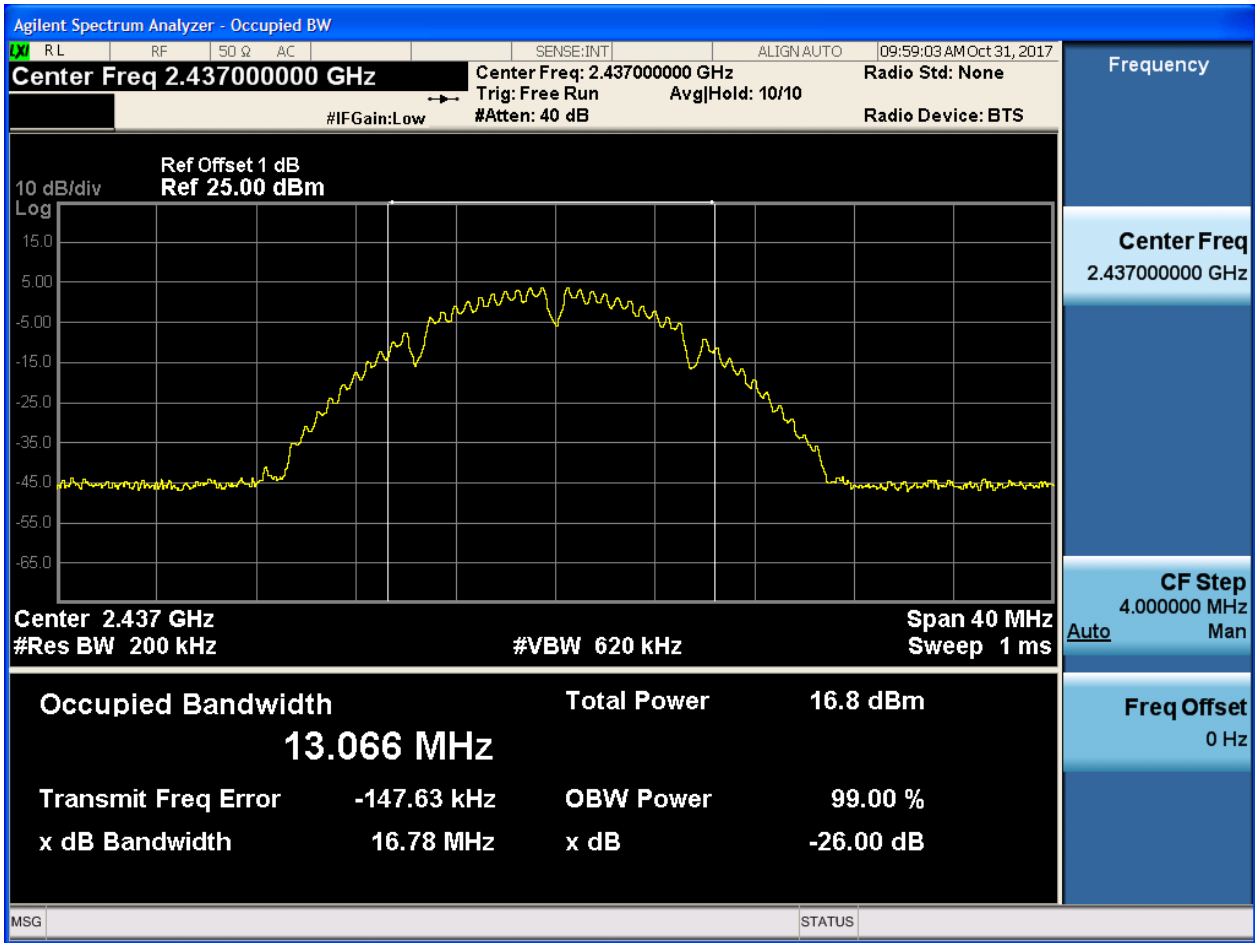 Agilent Spectrum Analyzer - Occupied BW
LXI RL RF 50 Ω AC SENSE:INT ALIGN AUTO 09:59:03 AM Oct 31, 2017
Center Freq 2.437000000 GHz
Center Freq: 2.437000000 GHz
Radio Std: None
Trig: Free Run Avg|Hold: 10/10
#IFGain:Low
#Atten: 40 dB
Radio Device: BTS
Ref Offset 1 dB
10 dB/div Ref 25.00 dBm
Log
15.0
5.00
-5.00
-15.0
-25.0
-35.0
-45.0
-55.0
-65.0
Center 2.437 GHz Span 40 MHz
#Res BW 200 kHz #VBW 620 kHz Sweep 1 ms
Occupied Bandwidth Total Power 16.8 dBm
13.066 MHz
Transmit Freq Error -147.63 kHz OBW Power 99.00 %
x dB Bandwidth 16.78 MHz x dB -26.00 dB
Frequency
Center Freq
2.437000000 GHz
CF Step
4.000000 MHz
Auto Man
Freq Offset
0 Hz
MSG STATUS